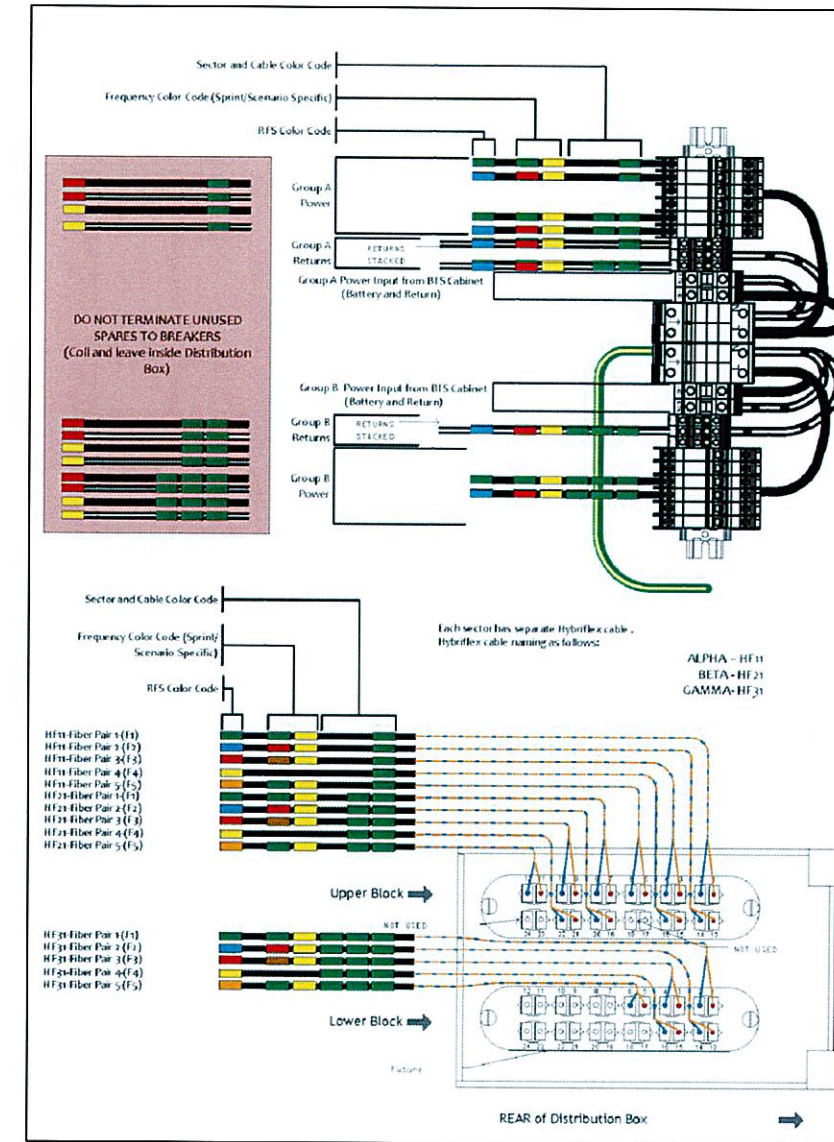 Sector and Cable Color Code
Frequency Color Code (Sprint/Scenario Specific)
RFS Color Code
Group A
Power
Group A
Returns
RETURNS
STACKED
Group A Power Input from BTS Cabinet
(Battery and Return)
DO NOT TERMINATE UNUSED
SPARES TO BREAKERS
(Coil and leave inside Distribution
Box)
Group B Power Input from BTS Cabinet
(Battery and Return)
Group B
Returns
RETURNS
STACKED
Group B
Power
Sector and Cable Color Code
Frequency Color Code (Sprint/
Scenario Specific)
RFS Color Code
Each sector has separate Hybriflex cable .
Hybriflex cable naming as follows:
ALPHA - HF11
BETA - HF21
GAMMA- HF31
HF11-Fiber Pair 1-(F1)
HF11-Fiber Pair 2-(F2)
HF11-Fiber Pair 3-(F3)
HF11-Fiber Pair 4-(F4)
HF11-Fiber Pair 5-(F5)
HF21-Fiber Pair 1-(F1)
HF21-Fiber Pair 2-(F2)
HF21-Fiber Pair 3-(F3)
HF21-Fiber Pair 4-(F4)
HF21-Fiber Pair 5-(F5)
Upper Block
NOT USED
NOT USED
HF31-Fiber Pair 1-(F1)
HF31-Fiber Pair 2-(F2)
HF31-Fiber Pair 3-(F3)
HF31-Fiber Pair 4-(F4)
HF31-Fiber Pair 5-(F5)
Lower Block
Future
REAR of Distribution Box